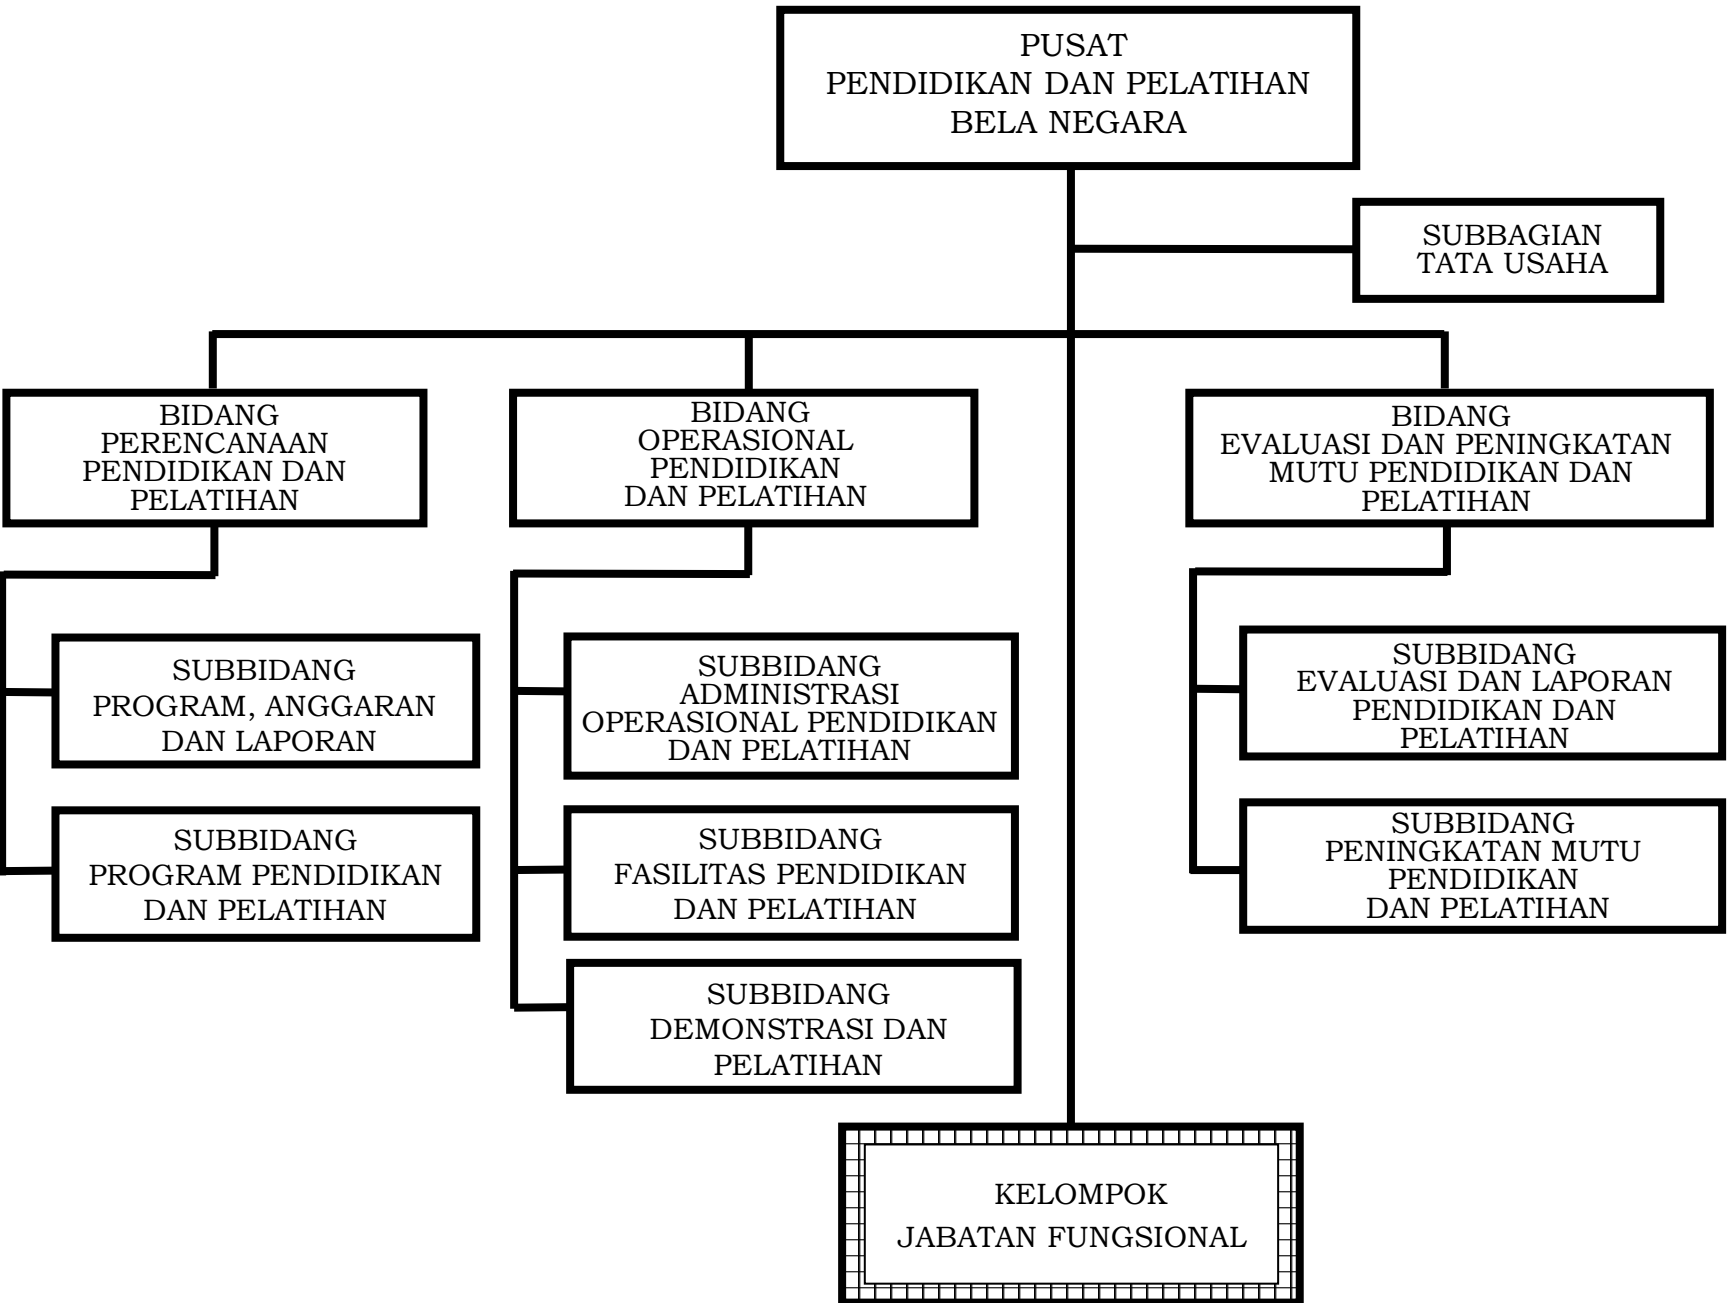 PUSAT
PENDIDIKAN DAN PELATIHAN
BELA NEGARA
SUBBAGIAN
TATA USAHA
BIDANG
PERENCANAAN
PENDIDIKAN DAN
PELATIHAN
BIDANG
OPERASIONAL
PENDIDIKAN
DAN PELATIHAN
BIDANG
EVALUASI DAN PENINGKATAN
MUTU PENDIDIKAN DAN
PELATIHAN
SUBBIDANG
PROGRAM, ANGGARAN
DAN LAPORAN
SUBBIDANG
ADMINISTRASI
OPERASIONAL PENDIDIKAN
DAN PELATIHAN
SUBBIDANG
EVALUASI DAN LAPORAN
PENDIDIKAN DAN
PELATIHAN
SUBBIDANG
PROGRAM PENDIDIKAN
DAN PELATIHAN
SUBBIDANG
FASILITAS PENDIDIKAN
DAN PELATIHAN
SUBBIDANG
PENINGKATAN MUTU
PENDIDIKAN
DAN PELATIHAN
SUBBIDANG
DEMONSTRASI DAN
PELATIHAN
KELOMPOK
JABATAN FUNGSIONAL